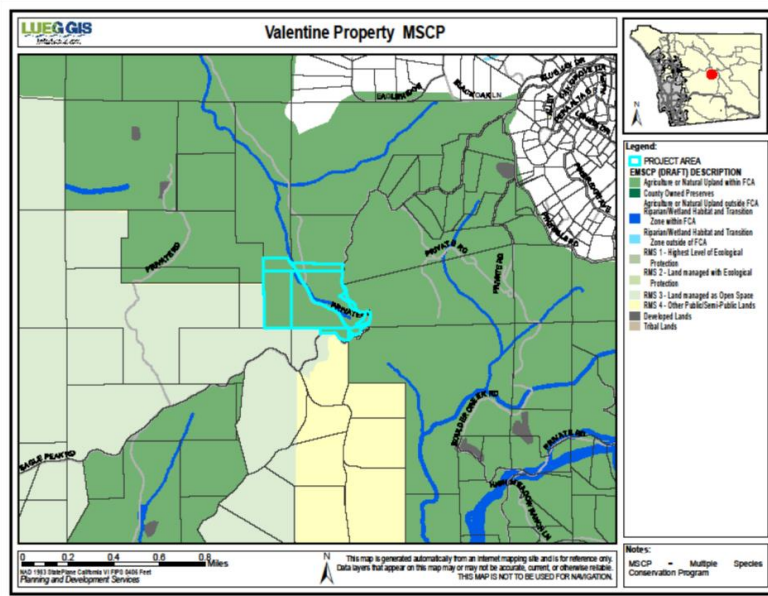 LUEG GIS
Valentine Property MSCP
EAGLE PEAK RD
PRIVATE RD
PRIVATE RD
PRIVATE RD
PRIVATE
BLACK OAK LN
BOULDER CREEK RD
PRIVATE RD
HIGH MEADOW RANCH LN
N
Legend:
PROJECT AREA
EMSCP (DRAFT) DESCRIPTION
Agriculture or Natural Upland within FCA
County Owned Preserves
Agriculture or Natural Upland outside FCA
Riparian/Wetland Habitat and Transition
Zone within FCA
Riparian/Wetland Habitat and Transition
Zone outside of FCA
RMS 1 - Highest Level of Ecological
Protection
RMS 2 - Land managed with Ecological
Protection
RMS 3 - Land managed as Open Space
RMS 4 - Other Public/Semi-Public Lands
Developed Lands
Tribal Lands
0 0.2 0.4 0.6 0.8
Miles
NAD 1983 StatePlane California VI FIPS 0406 Feet
Planning and Development Services
N
This map is generated automatically from an internet mapping site and is for reference only.
Data layers that appear on this map may or may not be accurate, current, or otherwise reliable.
THIS MAP IS NOT TO BE USED FOR NAVIGATION.
Notes:
MSCP = Multiple Species
Conservation Program